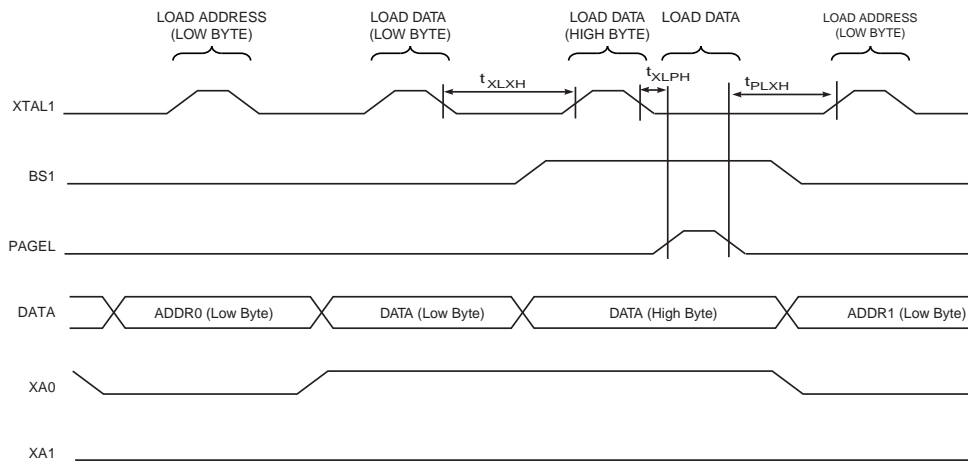 LOAD ADDRESS
(LOW BYTE)
LOAD DATA
(LOW BYTE)
LOAD DATA
(HIGH BYTE)
LOAD DATA
LOAD ADDRESS
(LOW BYTE)
tXLXH
tXLPH
tPLXH
XTAL1
BS1
PAGEL
DATA
ADDR0 (Low Byte)
DATA (Low Byte)
DATA (High Byte)
ADDR1 (Low Byte)
XA0
XA1